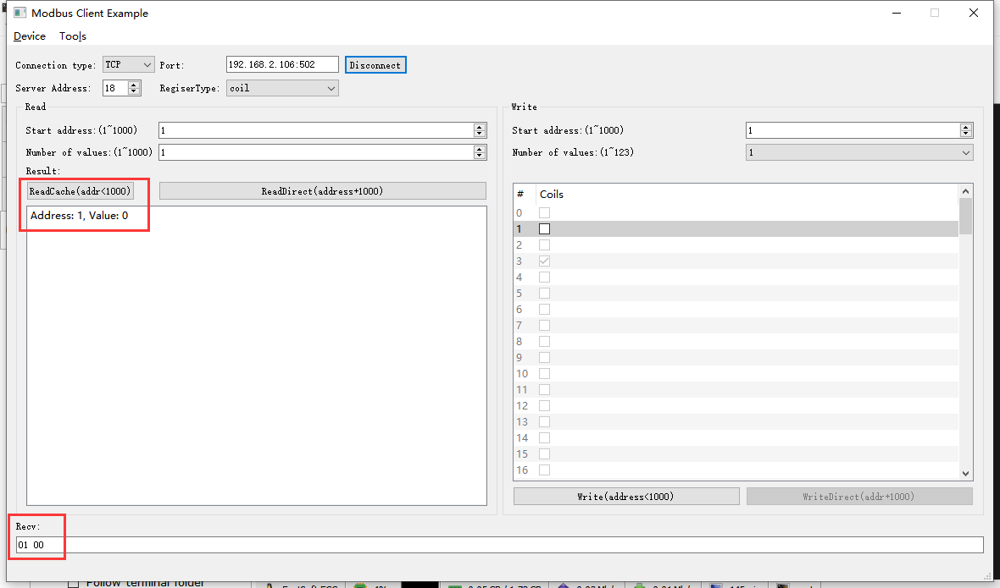 Modbus Client Example
Device Tools
Connection type: TCP Port: 192.168.2.106:502 Disconnect
Server Address: 18 RegiserType: coil
Read
Start address:(1~1000) 1
Number of values:(1~1000) 1
Result:
ReadCache(addr<1000) ReadDirect(address+1000)
Address: 1, Value: 0
Write
Start address:(1~1000) 1
Number of values:(1~123) 1
# Coils
0
1
2
3
4
5
6
7
8
9
10
11
12
13
14
15
16
Write(address<1000) WriteDirect(addr+1000)
Recv:
01 00
Follow terminal folder